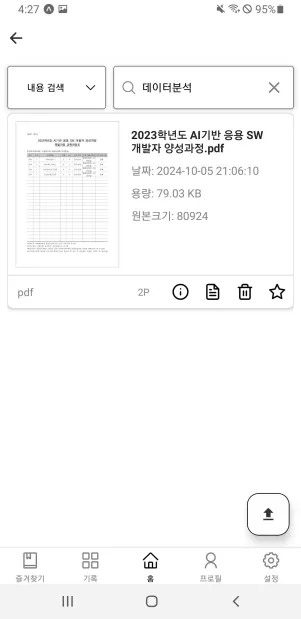 4:27
95%
내용 검색
데이터분석
2023학년도 AI기반 응용 SW
개발자 양성과정.pdf
날짜: 2024-10-05 21:06:10
용량: 79.03 KB
원본크기: 80924
pdf
2P
즐겨찾기
기록
홈
프로필
설정